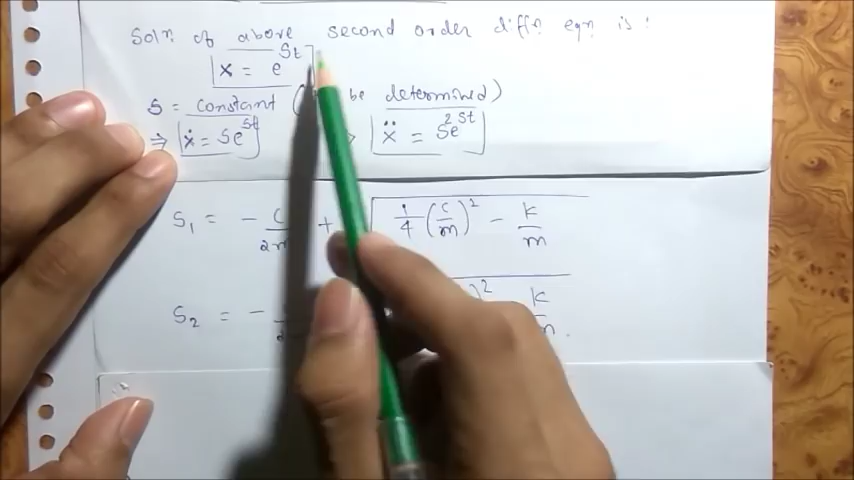 Soln of above second order diffn eqn is :
x = e^{St}
S = constant ( be determined)
⇒ ẋ = Se^{St} ẍ = S²e^{St}
S₁ = - c/2m + √ 1/4 (c/m)² - k/m
S₂ = - )² k/m .